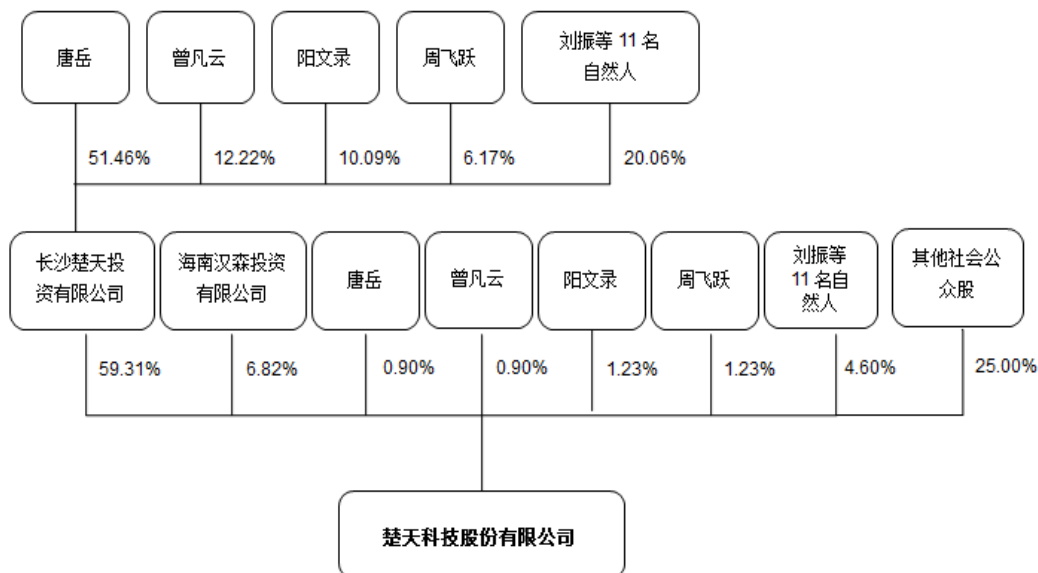 唐岳
曾凡云
阳文录
周飞跃
刘振等 11 名
自然人
51.46%
12.22%
10.09%
6.17%
20.06%
长沙楚天投
资有限公司
海南汉森投资
有限公司
唐岳
曾凡云
阳文录
周飞跃
刘振等
11 名自
然人
其他社会公
众股
59.31%
6.82%
0.90%
0.90%
1.23%
1.23%
4.60%
25.00%
楚天科技股份有限公司